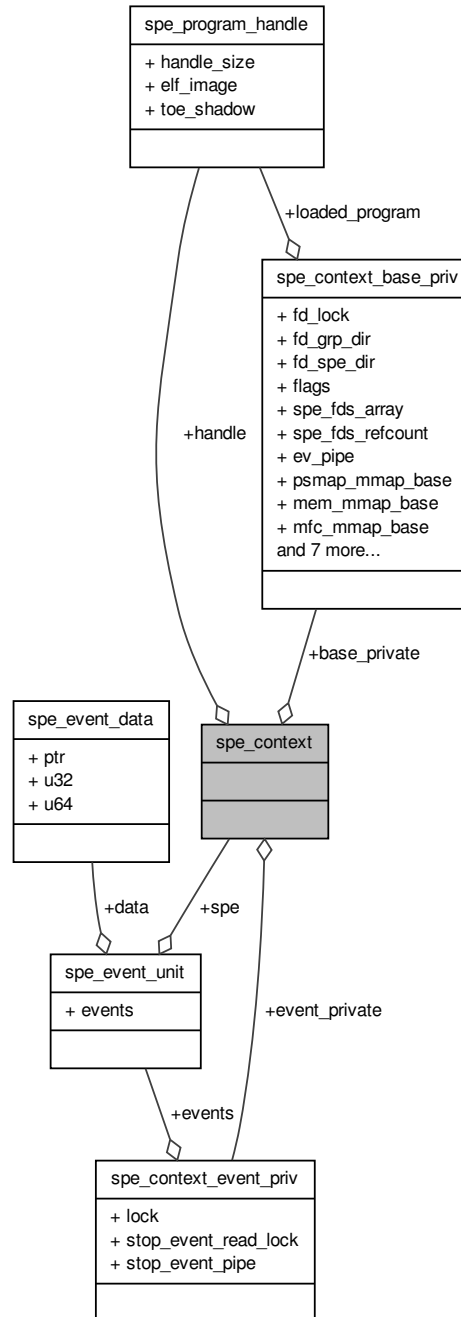 spe_program_handle
+ handle_size
+ elf_image
+ toe_shadow
+loaded_program
spe_context_base_priv
+ fd_lock
+ fd_grp_dir
+ fd_spe_dir
+ flags
+ spe_fds_array
+ spe_fds_refcount
+ ev_pipe
+ psmap_mmap_base
+ mem_mmap_base
+ mfc_mmap_base
and 7 more...
+handle
+base_private
spe_event_data
+ ptr
+ u32
+ u64
spe_context
+data
+spe
spe_event_unit
+ events
+event_private
+events
spe_context_event_priv
+ lock
+ stop_event_read_lock
+ stop_event_pipe